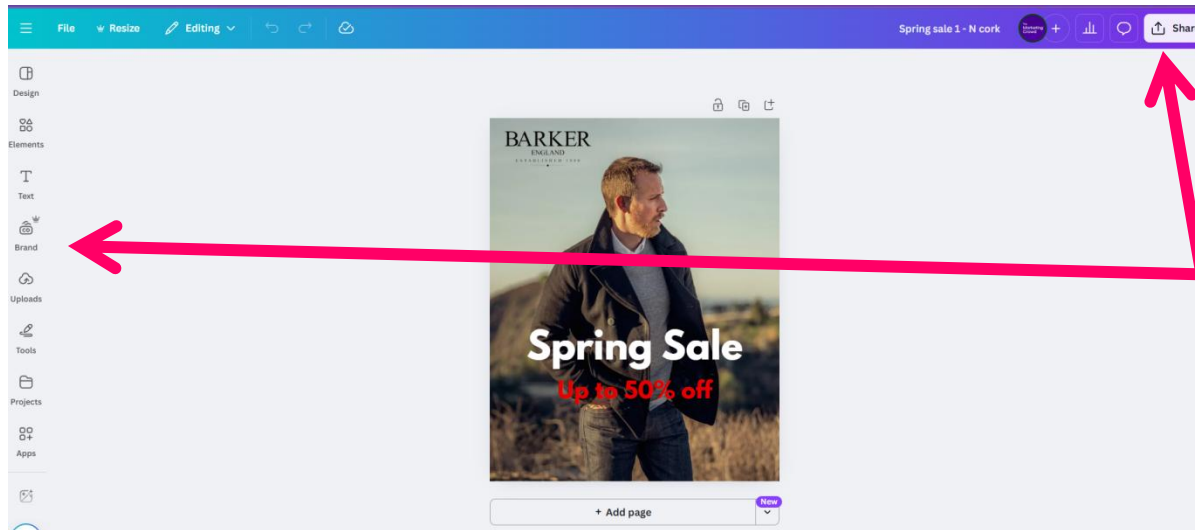 File
Resize
Editing
Spring sale 1 - N cork
Shar
Design
Elements
Text
Brand
Uploads
Tools
Projects
Apps
BARKER
ENGLAND
Spring Sale
Up to 50% off
+ Add page
New